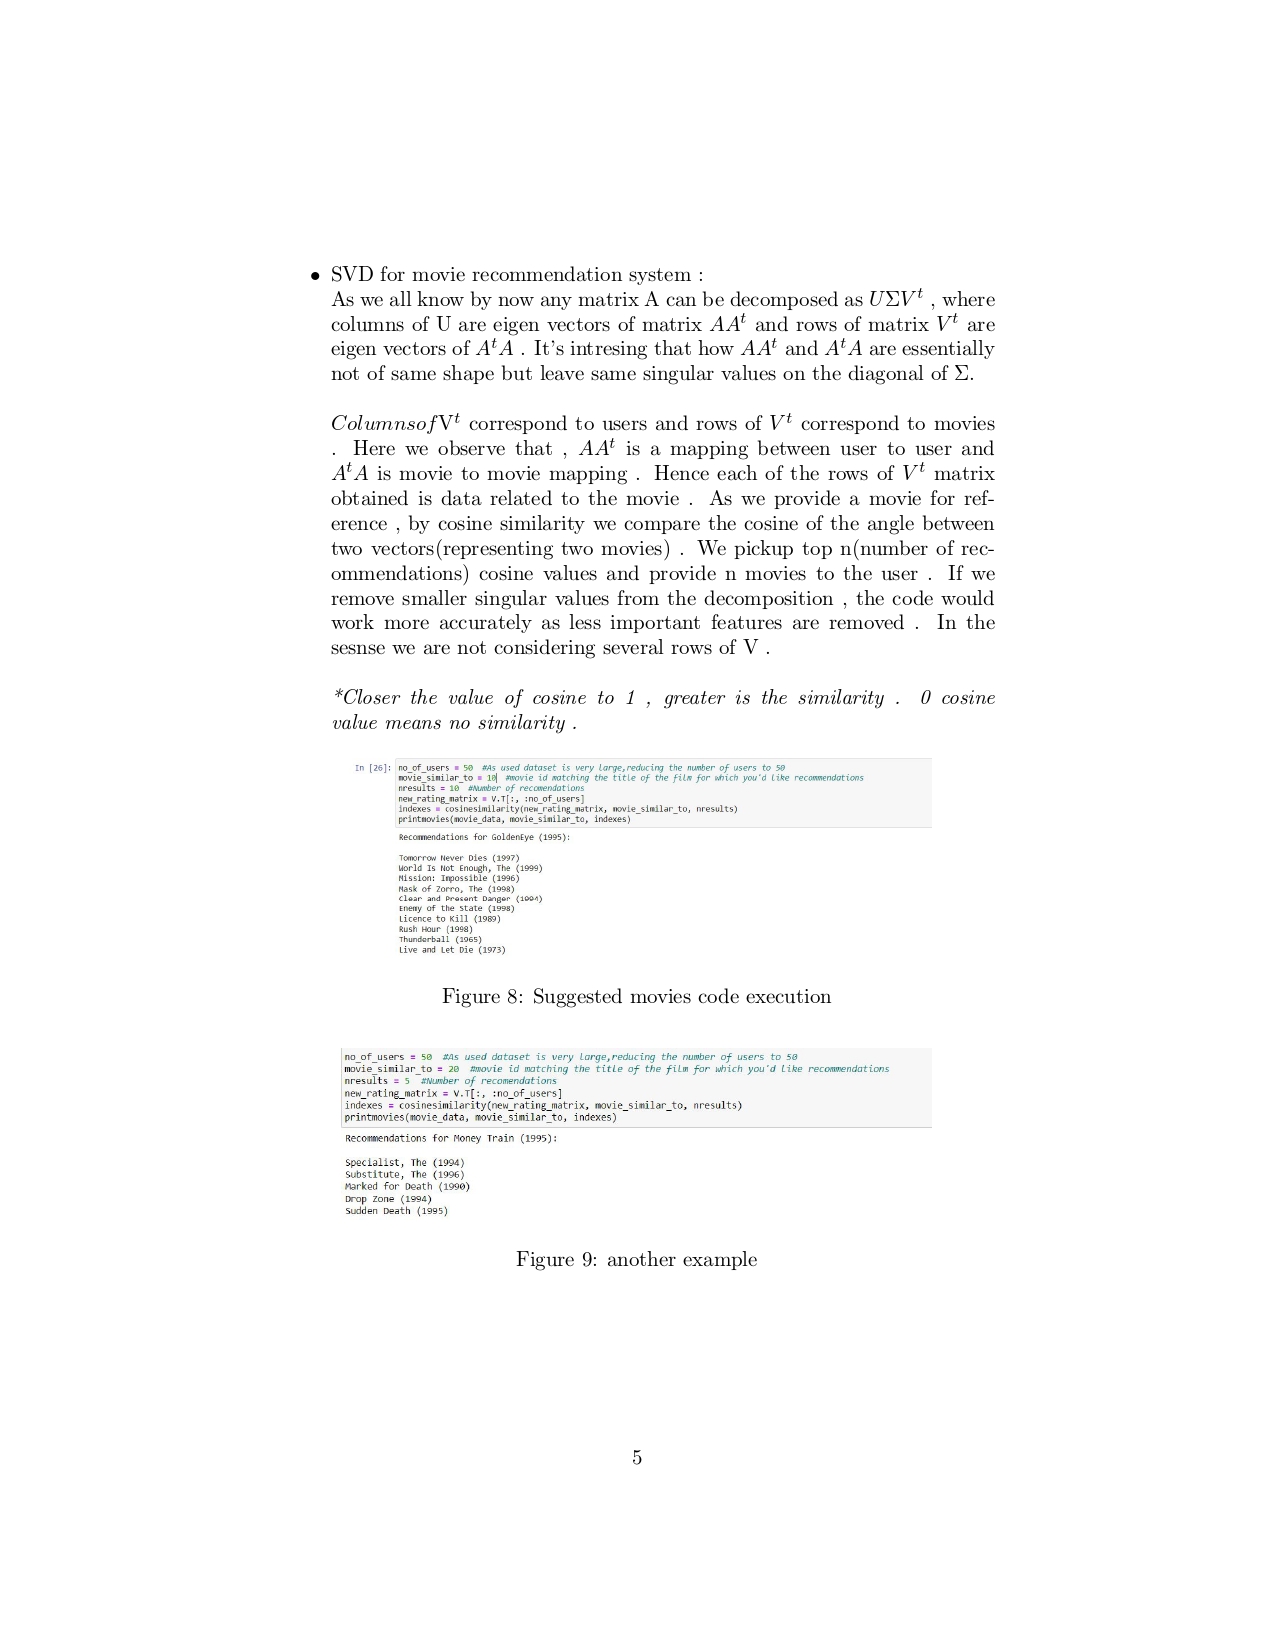 • SVD for movie recommendation system :
As we all know by now any matrix A can be decomposed as UΣVᵗ , where
columns of U are eigen vectors of matrix AAᵗ and rows of matrix Vᵗ are
eigen vectors of AᵗA . It's intresing that how AAᵗ and AᵗA are essentially
not of same shape but leave same singular values on the diagonal of Σ.
ColumnsofVᵗ correspond to users and rows of Vᵗ correspond to movies
. Here we observe that , AAᵗ is a mapping between user to user and
AᵗA is movie to movie mapping . Hence each of the rows of Vᵗ matrix
obtained is data related to the movie . As we provide a movie for ref-
erence , by cosine similarity we compare the cosine of the angle between
two vectors(representing two movies) . We pickup top n(number of rec-
ommendations) cosine values and provide n movies to the user . If we
remove smaller singular values from the decomposition , the code would
work more accurately as less important features are removed . In the
sesnse we are not considering several rows of V .
*Closer the value of cosine to 1 , greater is the similarity . 0 cosine
value means no similarity .
In [26]: no_of_users = 50 #As used dataset is very large,reducing the number of users to 50
movie_similar_to = 10 #movie id matching the title of the film for which you'd like recommendations
nresults = 10 #Number of recomendations
new_rating_matrix = V.T[:, :no_of_users]
indexes = cosinesimilarity(new_rating_matrix, movie_similar_to, nresults)
printmovies(movie_data, movie_similar_to, indexes)
Recommendations for GoldenEye (1995):
Tomorrow Never Dies (1997)
World Is Not Enough, The (1999)
Mission: Impossible (1996)
Mask of Zorro, The (1998)
Clear and Present Danger (1994)
Enemy of the State (1998)
Licence to Kill (1989)
Rush Hour (1998)
Thunderball (1965)
Live and Let Die (1973)
Figure 8: Suggested movies code execution
no_of_users = 50 #As used dataset is very large,reducing the number of users to 50
movie_similar_to = 20 #movie id matching the title of the film for which you'd like recommendations
nresults = 5 #Number of recomendations
new_rating_matrix = V.T[:, :no_of_users]
indexes = cosinesimilarity(new_rating_matrix, movie_similar_to, nresults)
printmovies(movie_data, movie_similar_to, indexes)
Recommendations for Money Train (1995):
Specialist, The (1994)
Substitute, The (1996)
Marked for Death (1990)
Drop Zone (1994)
Sudden Death (1995)
Figure 9: another example
5